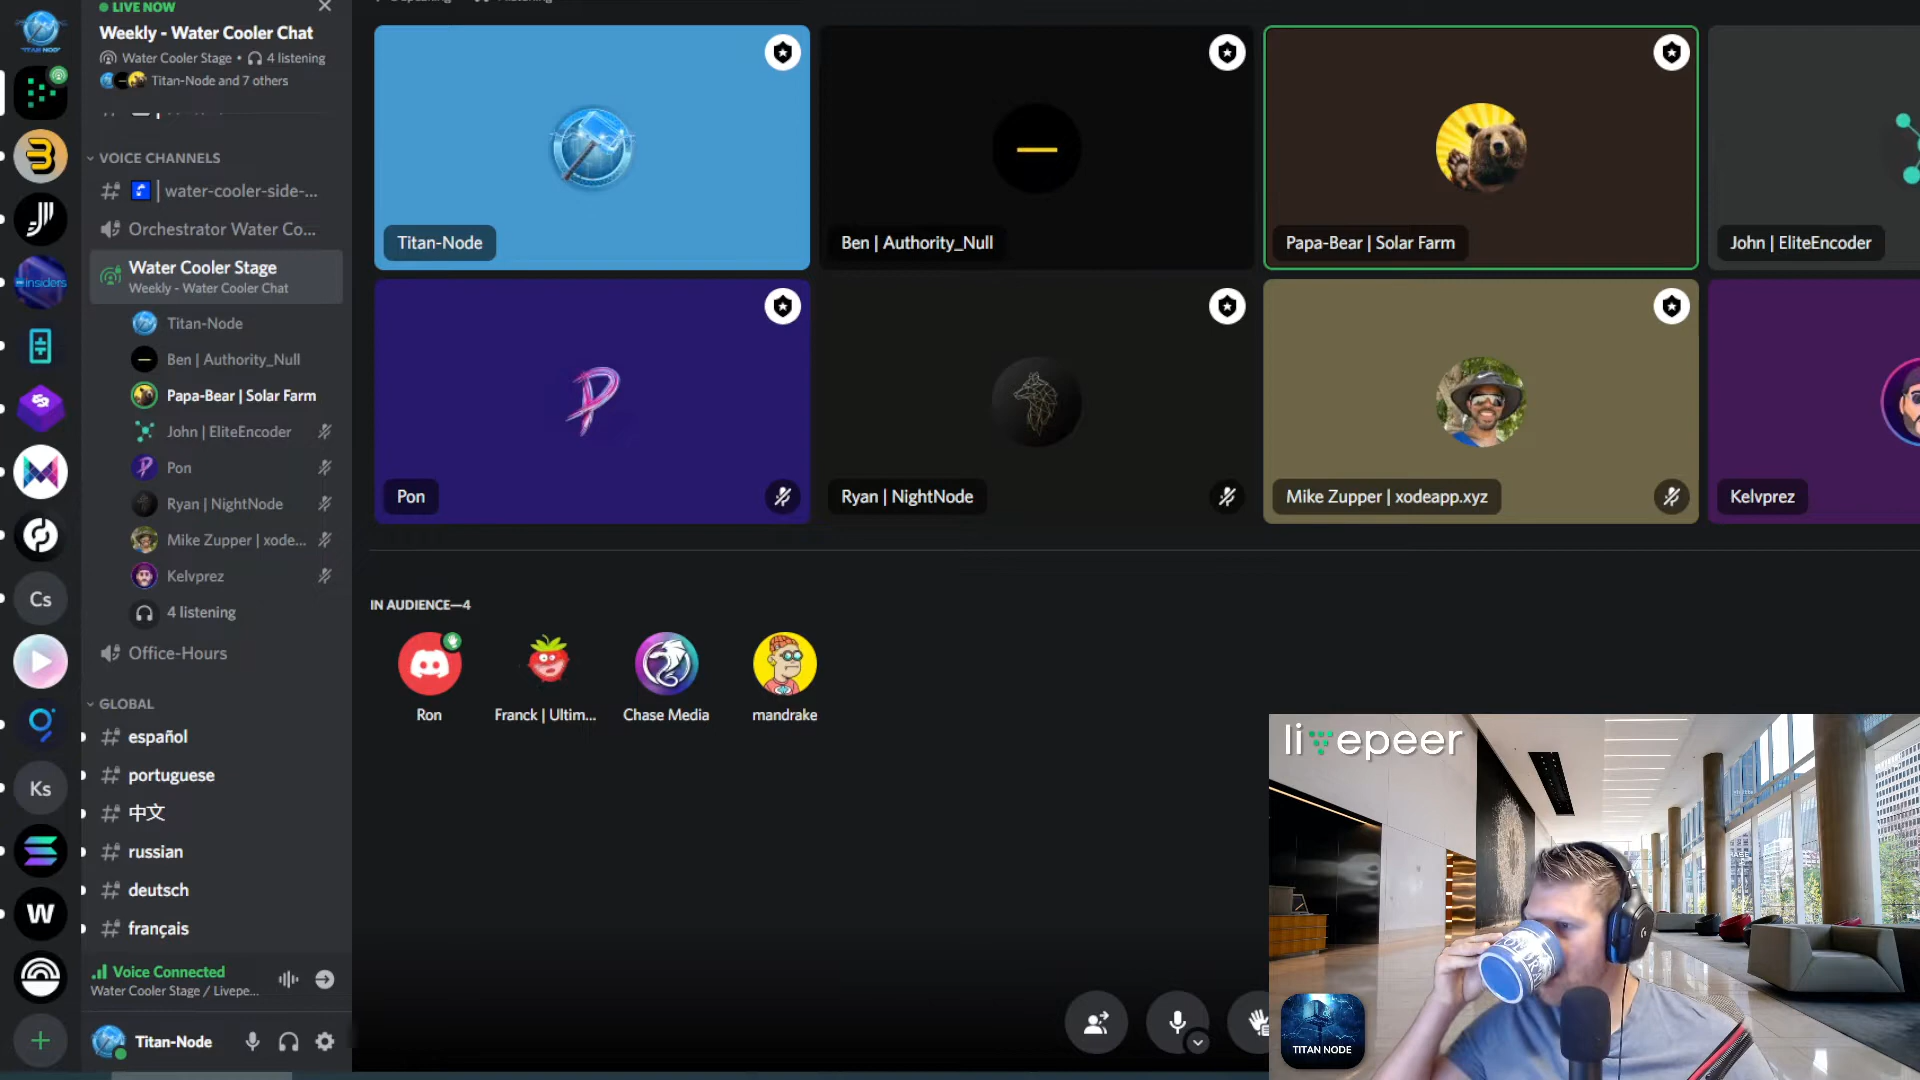 LIVE NOW
Weekly - Water Cooler Chat
Water Cooler Stage • 4 listening
Titan-Node and 7 others
VOICE CHANNELS
| water-cooler-side-...
Orchestrator Water Co...
Water Cooler Stage
Weekly - Water Cooler Chat
Titan-Node
Ben | Authority_Null
Papa-Bear | Solar Farm
John | EliteEncoder
Pon
Ryan | NightNode
Mike Zupper | xode...
Kelvprez
4 listening
Office-Hours
GLOBAL
español
portuguese
中文
russian
deutsch
français
Voice Connected
Water Cooler Stage / Livepe...
Titan-Node
insiders
Cs
Ks
W
Titan-Node
Ben | Authority_Null
Papa-Bear | Solar Farm
John | EliteEncoder
Pon
Ryan | NightNode
Mike Zupper | xodeapp.xyz
Kelvprez
IN AUDIENCE—4
Ron
Franck | Ultim...
Chase Media
mandrake
livepeer
TITAN NODE